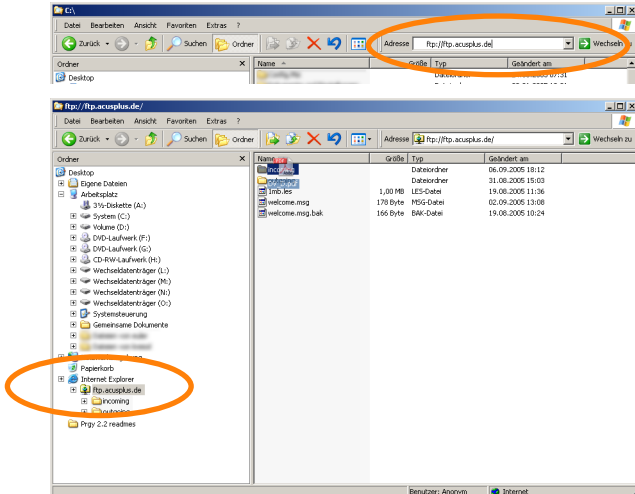 C:\
Datei Bearbeiten Ansicht Favoriten Extras ?
Zurück Suchen Ordner Adresse ftp://ftp.acusplus.de Wechseln zu
Ordner Name Größe Typ Geändert am
Desktop Dateiordner
ftp://ftp.acusplus.de/
Datei Bearbeiten Ansicht Favoriten Extras ?
Zurück Suchen Ordner Adresse ftp://ftp.acusplus.de/ Wechseln zu
Ordner Name Größe Typ Geändert am
Desktop incoming Dateiordner 06.09.2005 18:12
Eigene Dateien Dateiordner 31.08.2005 15:03
Arbeitsplatz 1mb.les 1,00 MB LES-Datei 19.08.2005 11:36
3½-Diskette (A:) welcome.msg 178 Byte MSG-Datei 02.09.2005 13:08
System (C:) welcome.msg.bak 166 Byte BAK-Datei 19.08.2005 10:24
Volume (D:)
DVD-Laufwerk (F:)
DVD-Laufwerk (G:)
CD-RW-Laufwerk (H:)
Wechseldatenträger (L:)
Wechseldatenträger (M:)
Wechseldatenträger (N:)
Wechseldatenträger (O:)
Systemsteuerung
Gemeinsame Dokumente
Papierkorb
Internet Explorer
ftp.acusplus.de
incoming
outgoing
Prgy 2.2 readmes
Benutzer: Anonym Internet